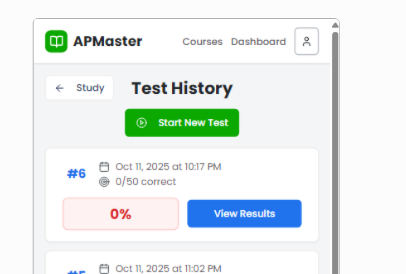 APMaster Courses Dashboard
Study Test History
Start New Test
#6 Oct 11, 2025 at 10:17 PM
0/50 correct
0% View Results
#5 Oct 11, 2025 at 11:02 PM